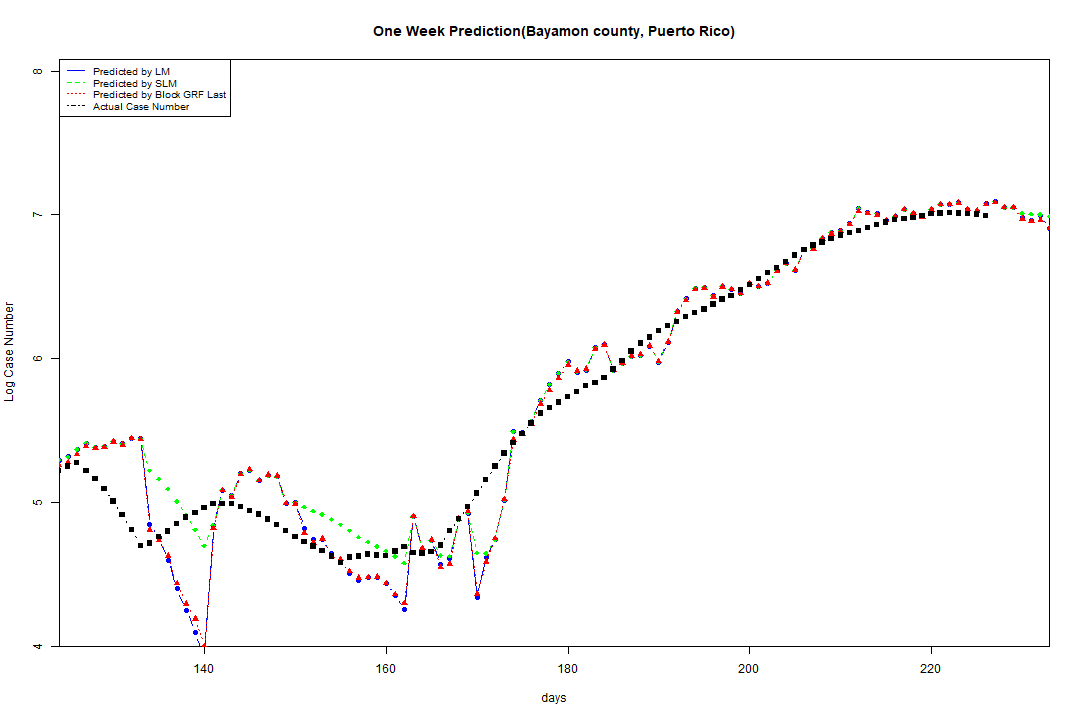 One Week Prediction(Bayamon county, Puerto Rico)
Predicted by LM
Predicted by SLM
Predicted by Block GRF Last
Actual Case Number
8
7
6
5
4
Log Case Number
140 160 180 200 220
days